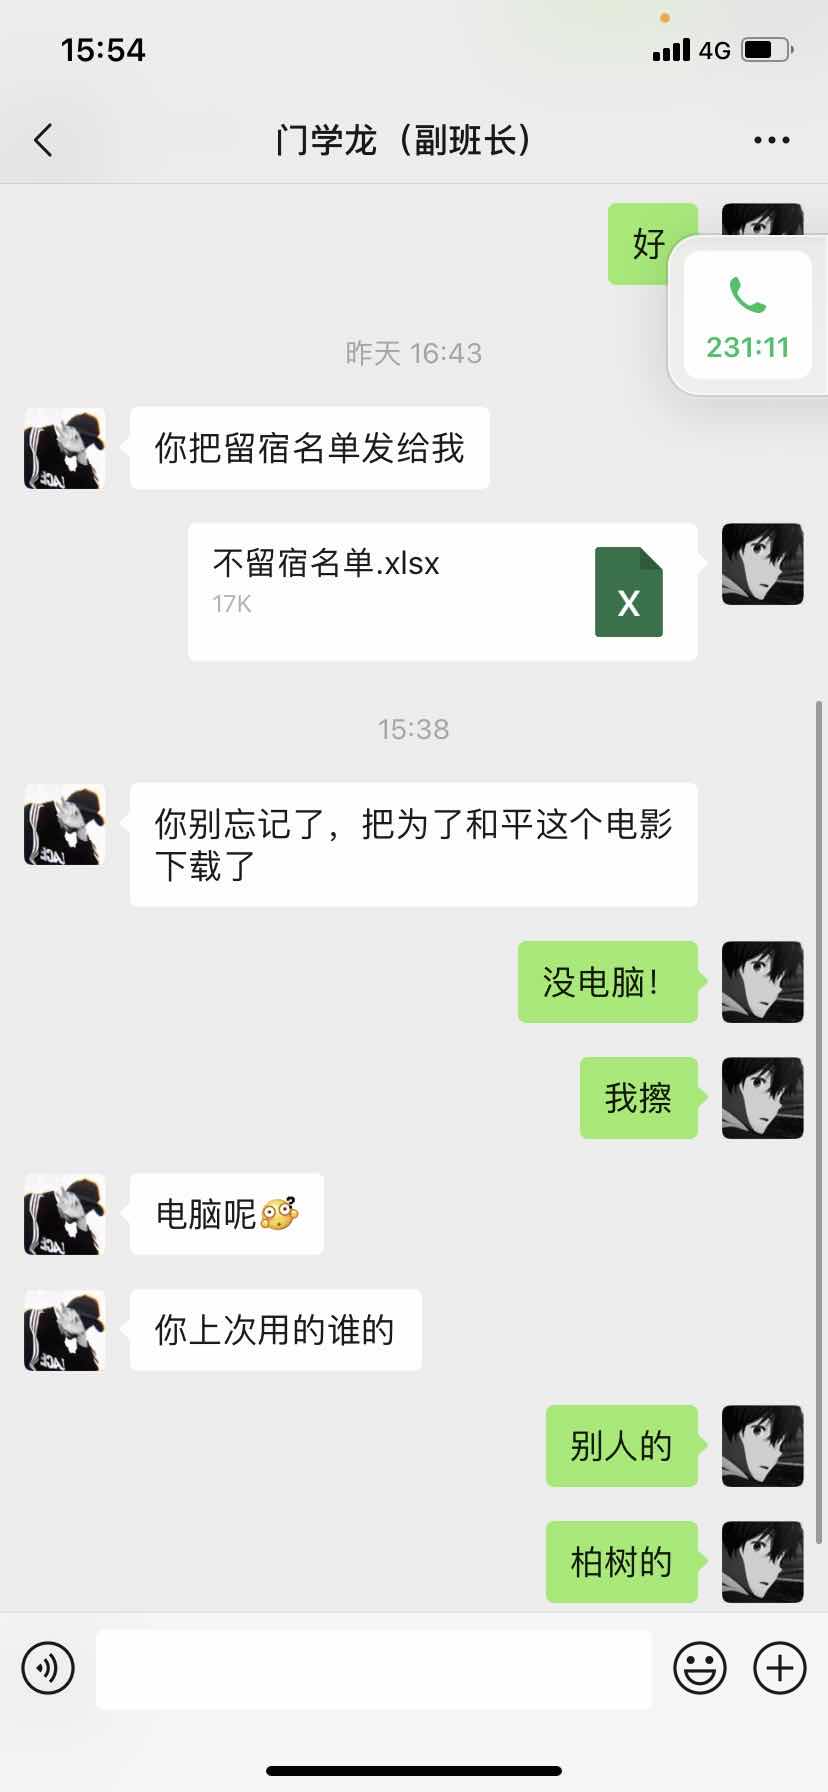 15:54
4G
门学龙（副班长）
好
231:11
昨天 16:43
你把留宿名单发给我
不留宿名单.xlsx
17K
X
15:38
你别忘记了，把为了和平这个电影
下载了
没电脑！
我擦
电脑呢
你上次用的谁的
别人的
柏树的